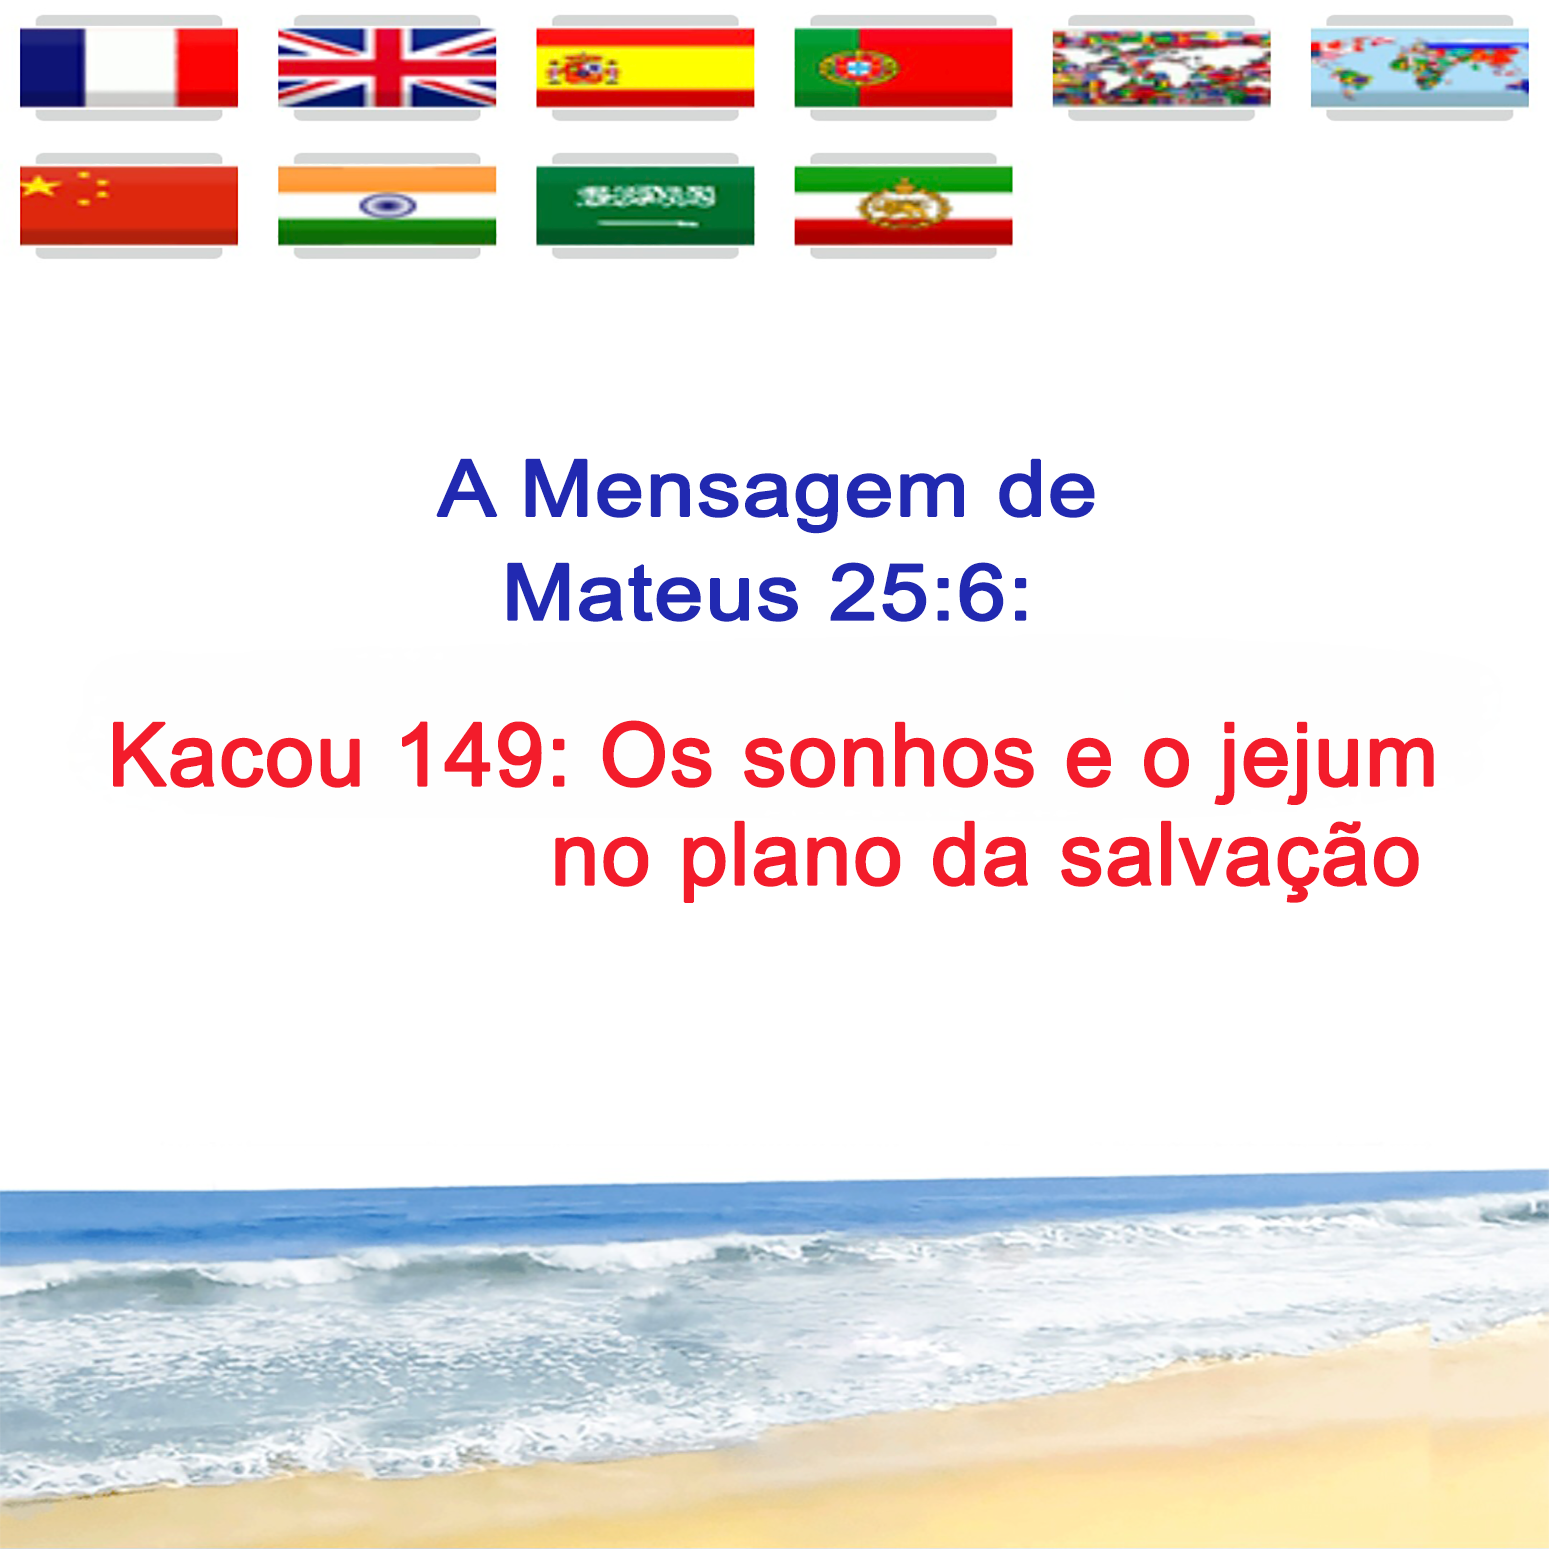 A Mensagem de
Mateus 25:6:
Kacou 149: Os sonhos e o jejum
no plano da salvação